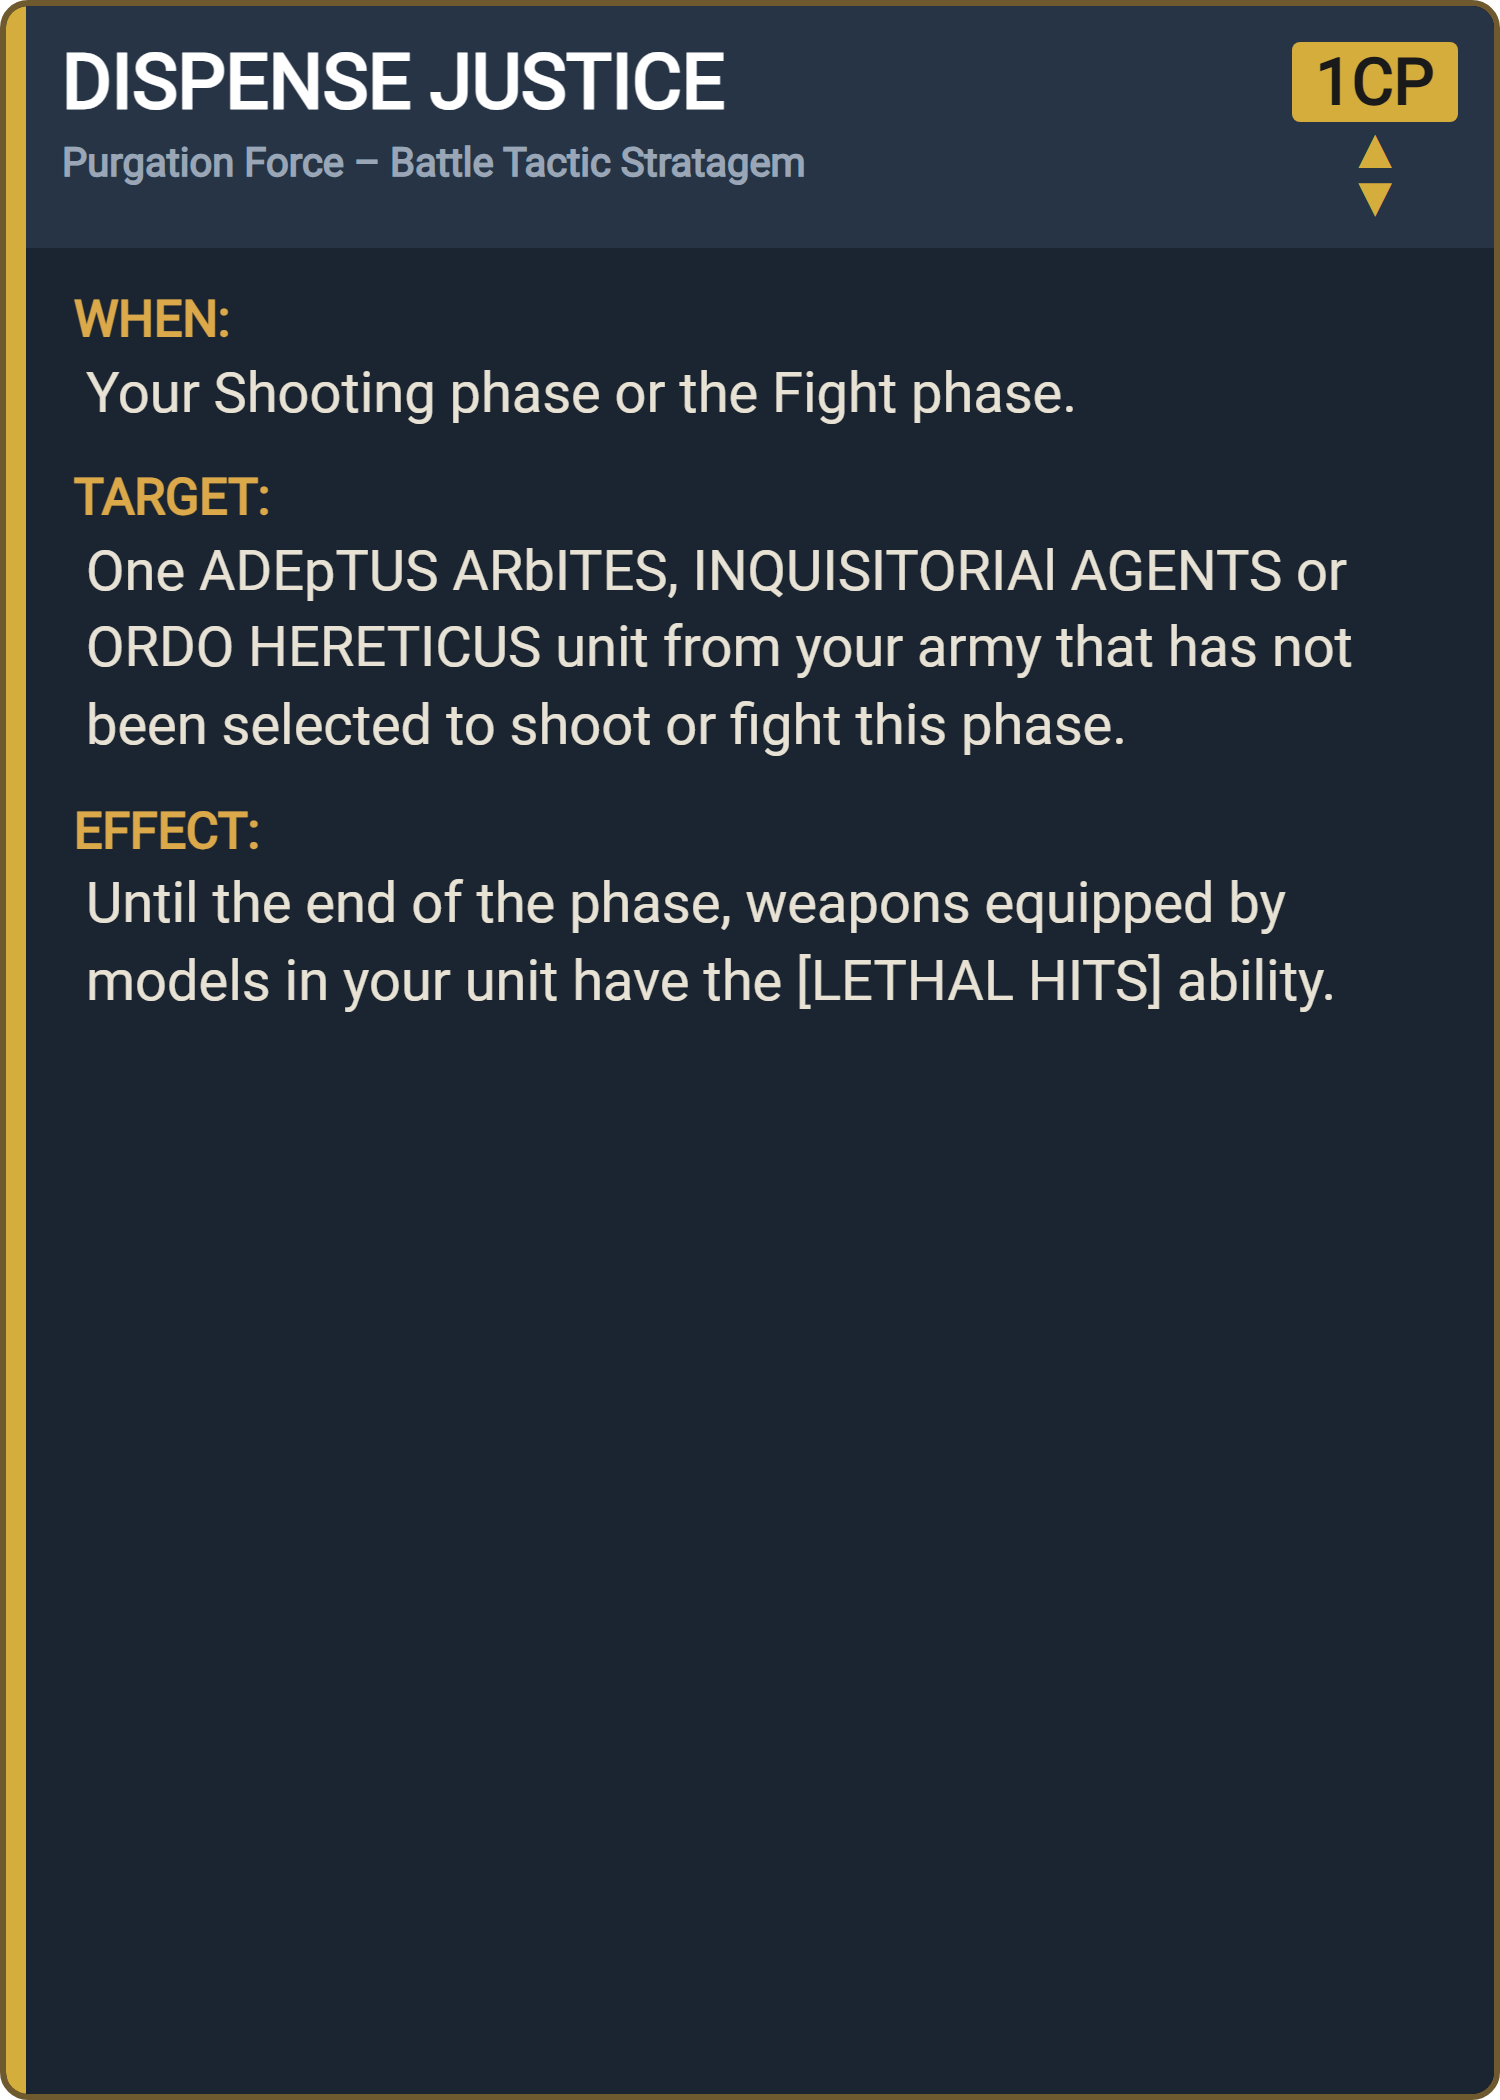 DISPENSE JUSTICE
1CP
Purgation Force – Battle Tactic Stratagem
WHEN:
Your Shooting phase or the Fight phase.
TARGET:
One ADEpTUS ARbITES, INQUISITORIAl AGENTS or
ORDO HERETICUS unit from your army that has not
been selected to shoot or fight this phase.
EFFECT:
Until the end of the phase, weapons equipped by
models in your unit have the [LETHAL HITS] ability.